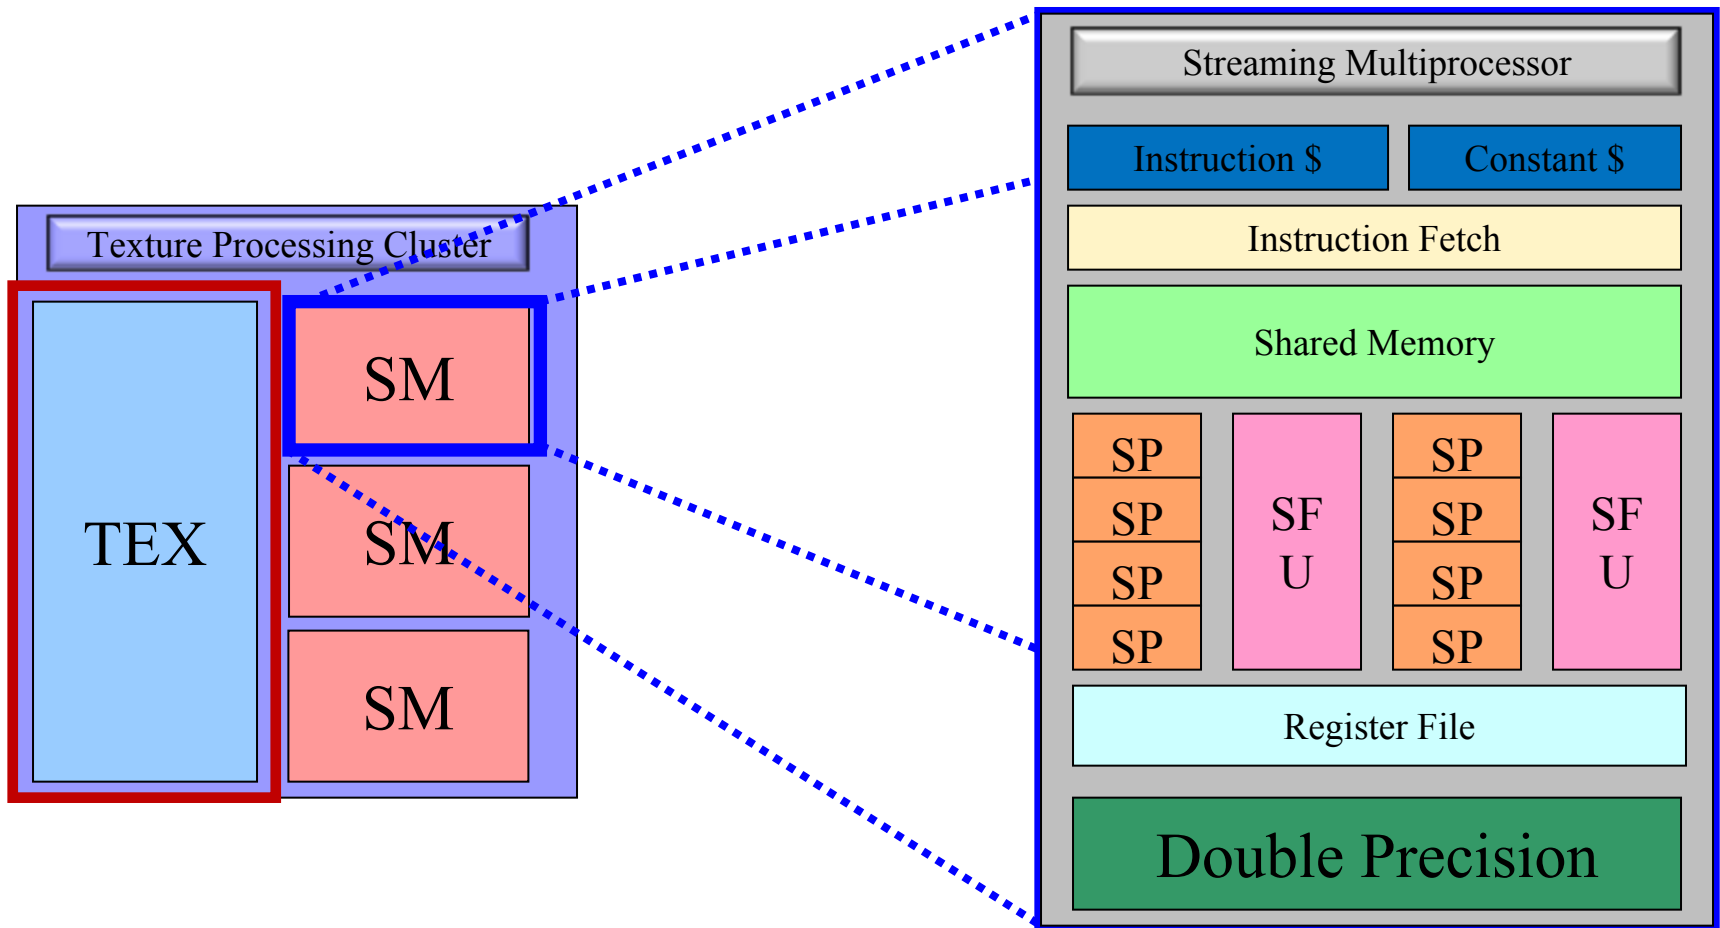 Texture Processing Cluster
TEX
SM
SM
SM
Streaming Multiprocessor
Instruction $
Constant $
Instruction Fetch
Shared Memory
SP
SP
SP
SP
SF
U
SP
SP
SP
SP
SF
U
Register File
Double Precision